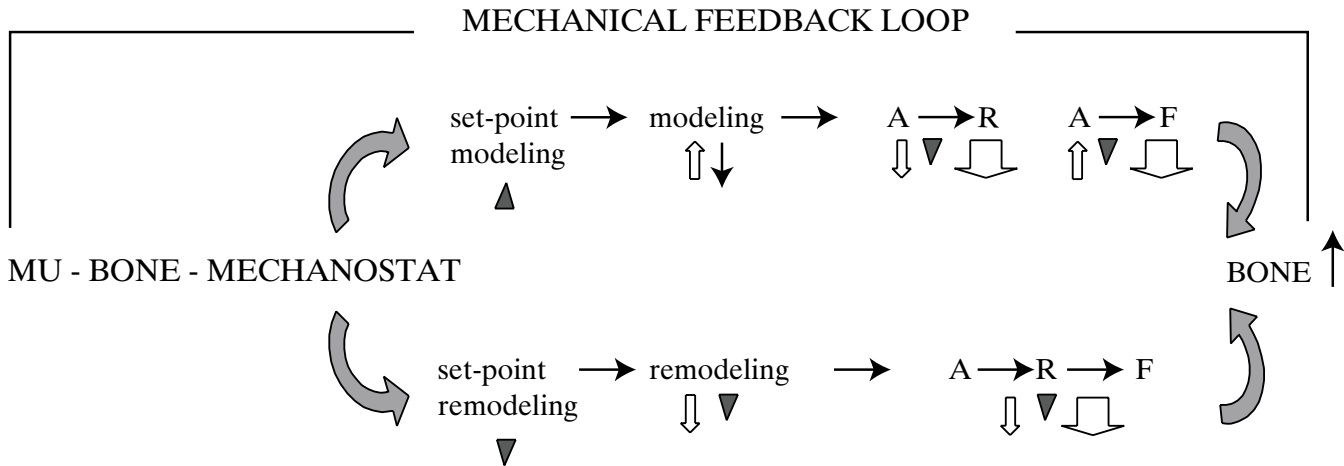 MECHANICAL FEEDBACK LOOP
set-point modeling A R A F
modeling
MU - BONE - MECHANOSTAT BONE
set-point remodeling A R F
remodeling